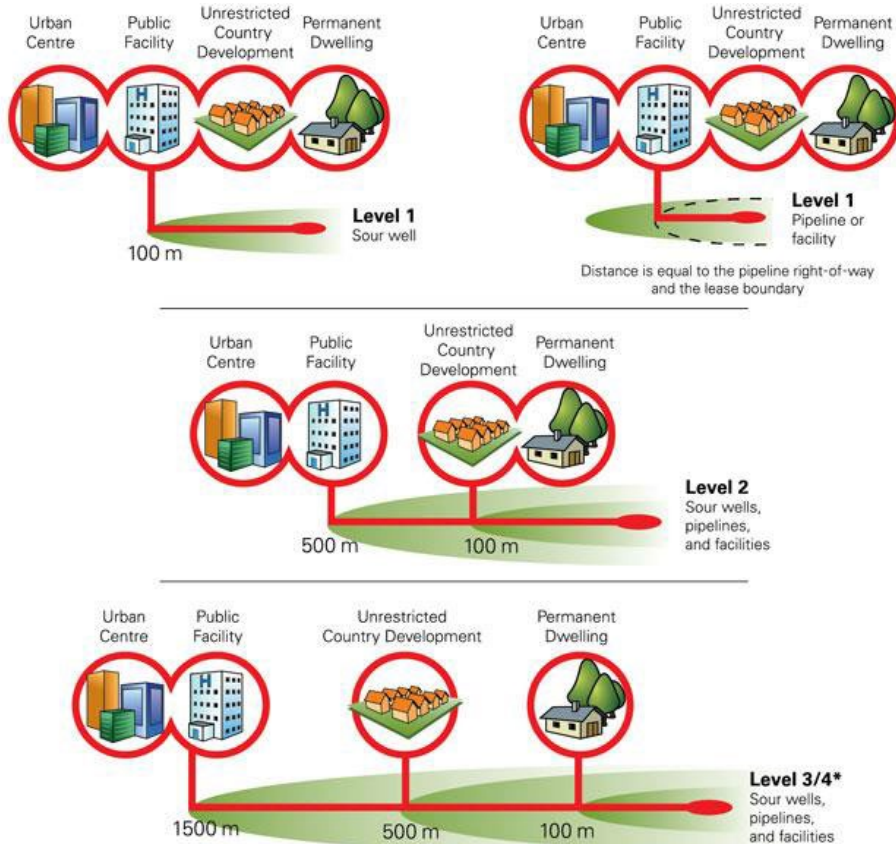 Urban
Centre
Public
Facility
Unrestricted
Country
Development
Permanent
Dwelling
H
100 m
Level 1
Sour well
Urban
Centre
Public
Facility
Unrestricted
Country
Development
Permanent
Dwelling
H
Level 1
Pipeline or
facility
Distance is equal to the pipeline right-of-way
and the lease boundary
Urban
Centre
Public
Facility
Unrestricted
Country
Development
Permanent
Dwelling
H
500 m
100 m
Level 2
Sour wells,
pipelines,
and facilities
Urban
Centre
Public
Facility
Unrestricted
Country Development
Permanent
Dwelling
H
1500 m
500 m
100 m
Level 3/4*
Sour wells,
pipelines,
and facilities